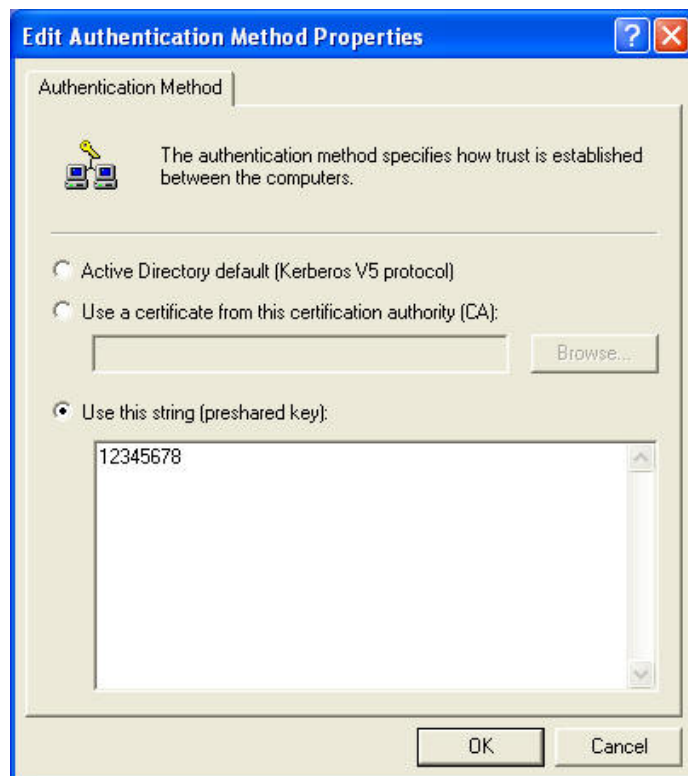 Edit Authentication Method Properties
Authentication Method
The authentication method specifies how trust is established
between the computers.
Active Directory default (Kerberos V5 protocol)
Use a certificate from this certification authority (CA):
Browse...
Use this string (preshared key):
12345678
OK
Cancel